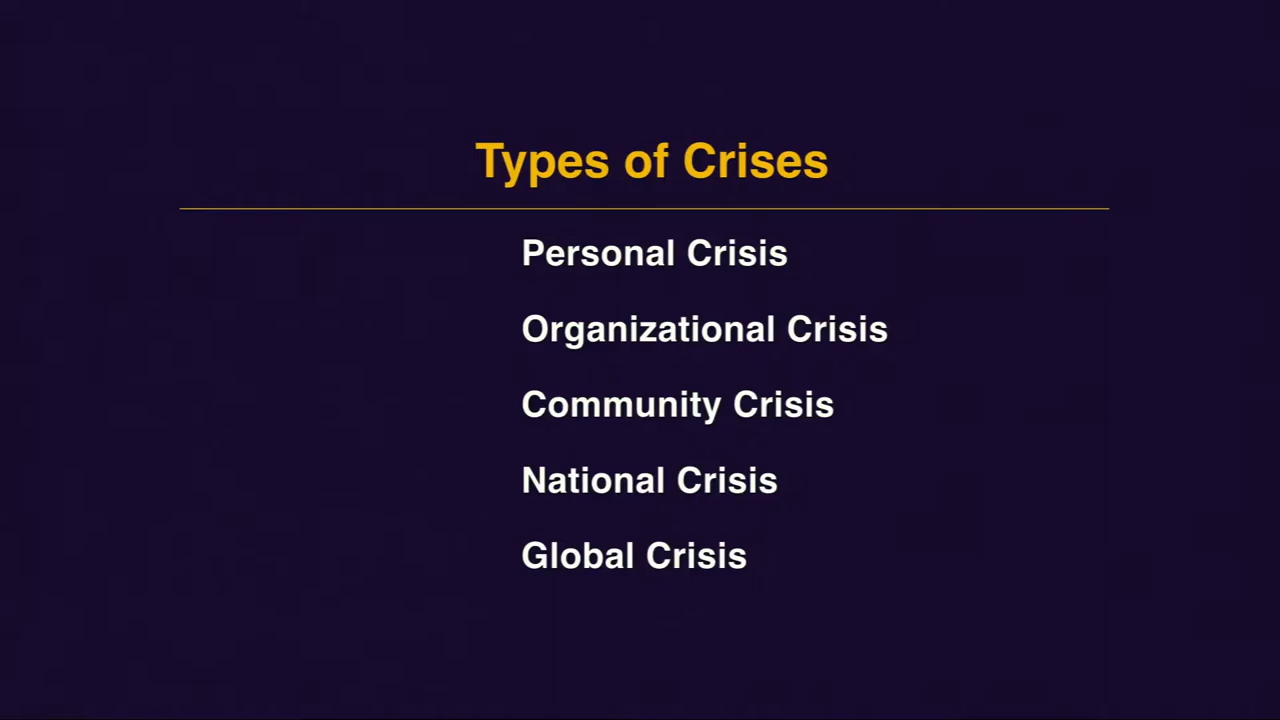 Types of Crises
Personal Crisis
Organizational Crisis
Community Crisis
National Crisis
Global Crisis